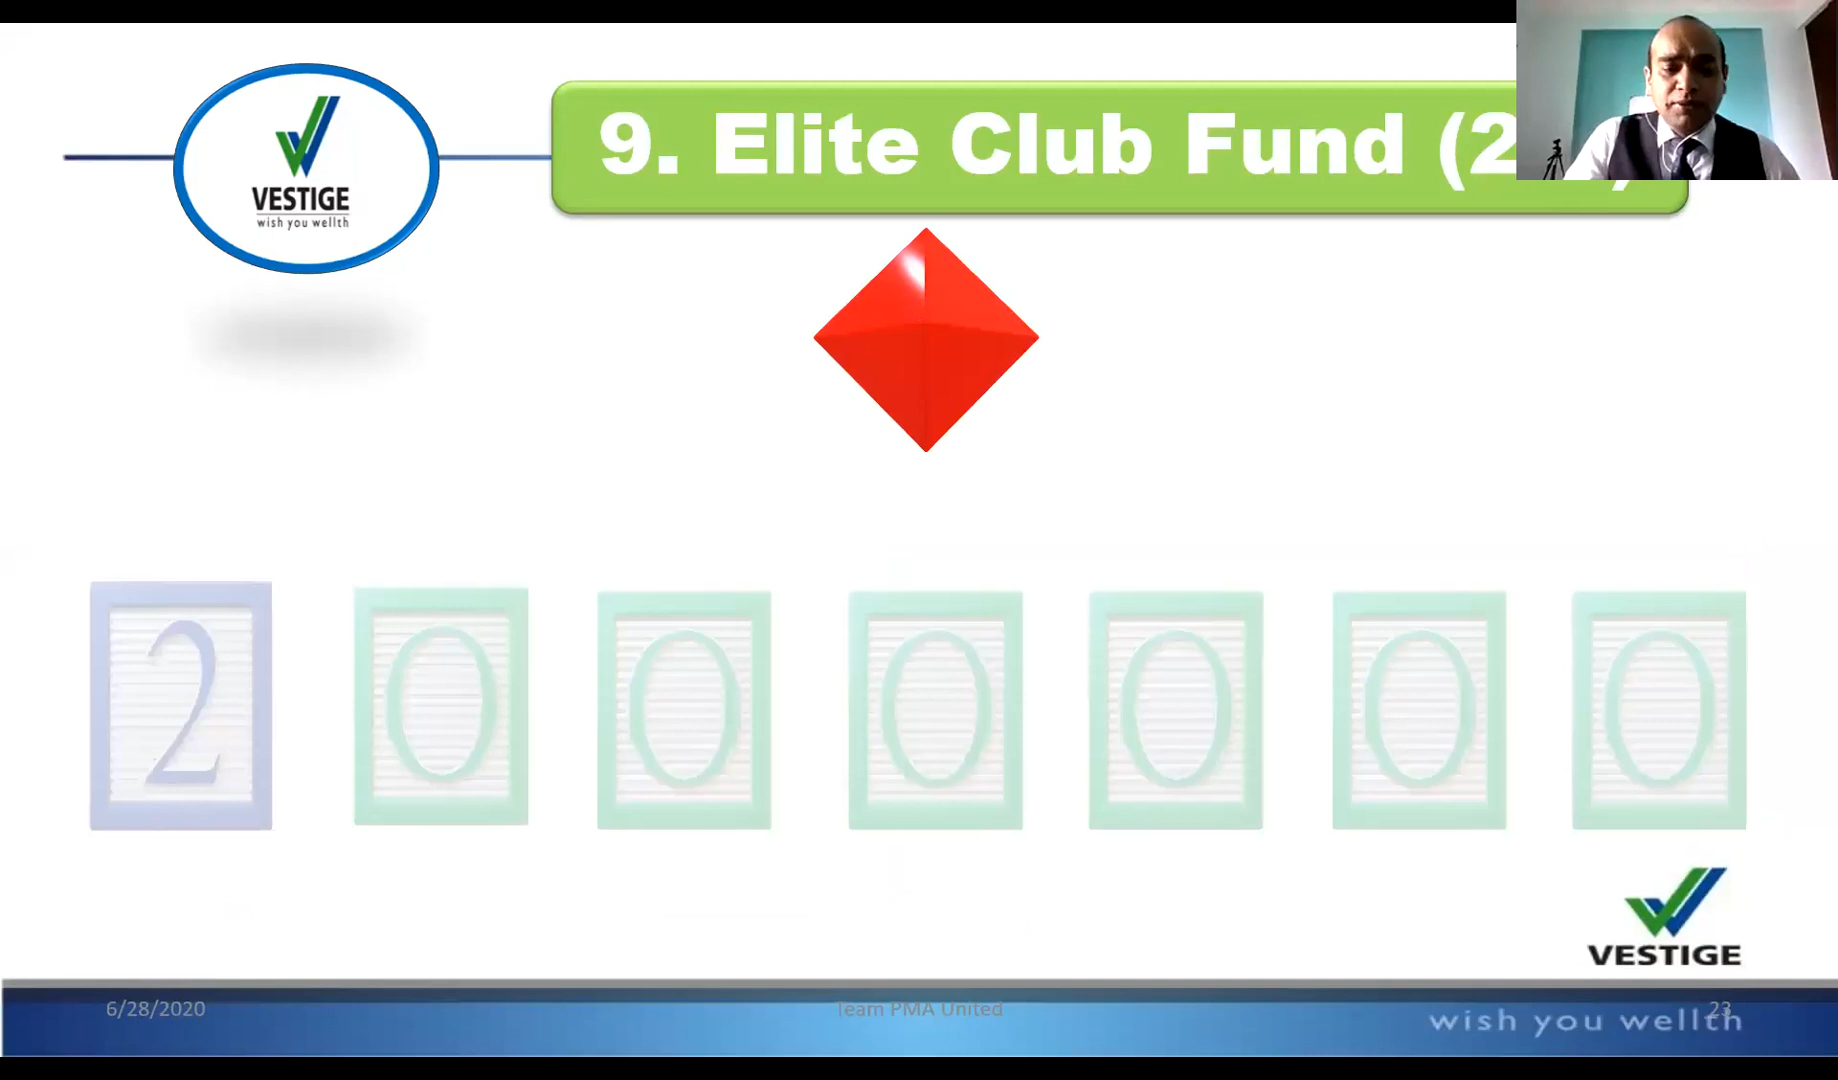 VESTIGE
wish you wellth
9. Elite Club Fund (2
2 0 0 0 0 0 0
VESTIGE
6/28/2020
Team PMA United
23
wish you wellth